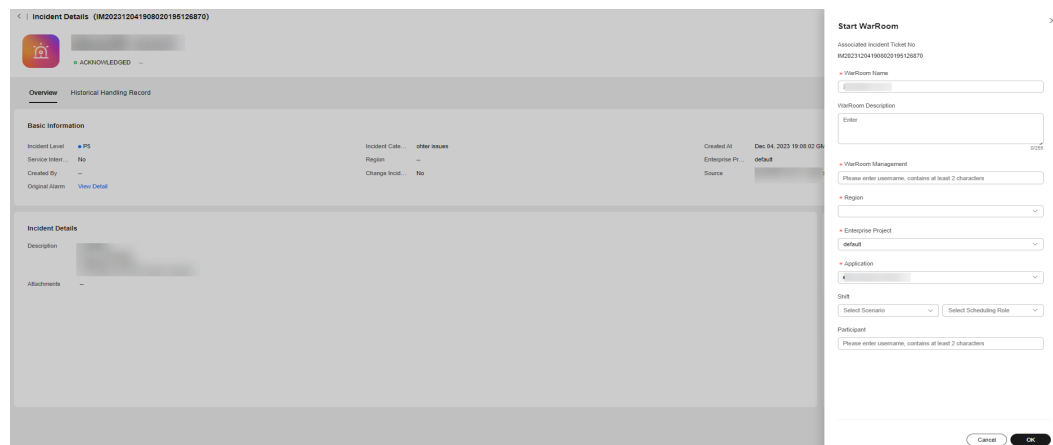 < | Incident Details (IM20231204190802019512​6870)
ACKNOWLEDGED --
Overview Historical Handling Record
Basic Information
Incident Level P5 Incident Cate... ohter issues Created At Dec 04, 2023 19:08:02 GM
Service Interr... No Region -- Enterprise Pr... default
Created By -- Change Incid... No Source
Original Alarm View Detail
Incident Details
Description
Attachments --
Start WarRoom
Associated Incident Ticket No
IM202312041908020195126870
* WarRoom Name
WarRoom Description
Enter
0/255
* WarRoom Management
Please enter username, contains at least 2 characters
* Region
* Enterprise Project
default
* Application
Shift
Select Scenario Select Scheduling Role
Participant
Please enter username, contains at least 2 characters
Cancel OK